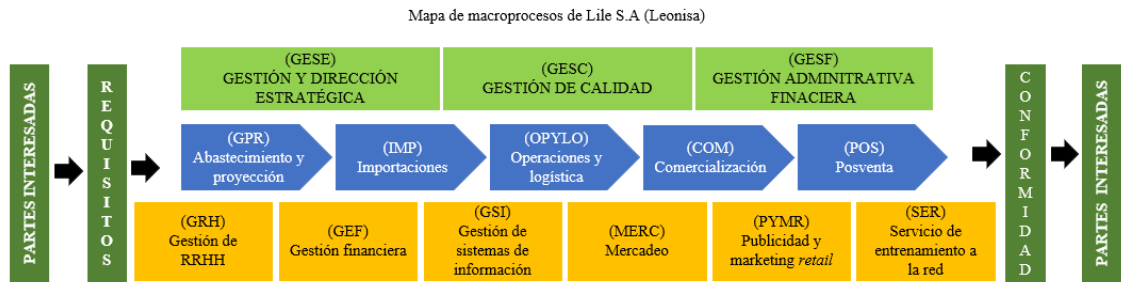 Mapa de macroprocesos de Lile S.A (Leonisa)
PARTES INTERESADAS
REQUISITOS
(GESE)
GESTIÓN Y DIRECCIÓN
ESTRATÉGICA
(GESC)
GESTIÓN DE CALIDAD
(GESF)
GESTIÓN ADMINITRATIVA
FINACIERA
(GPR)
Abastecimiento y
proyección
(IMP)
Importaciones
(OPYLO)
Operaciones y
logística
(COM)
Comercialización
(POS)
Posventa
(GRH)
Gestión de
RRHH
(GEF)
Gestión financiera
(GSI)
Gestión de
sistemas de
información
(MERC)
Mercadeo
(PYMR)
Publicidad y
marketing retail
(SER)
Servicio de
entrenamiento a
la red
CONFORMIDAD
PARTES INTERESADAS